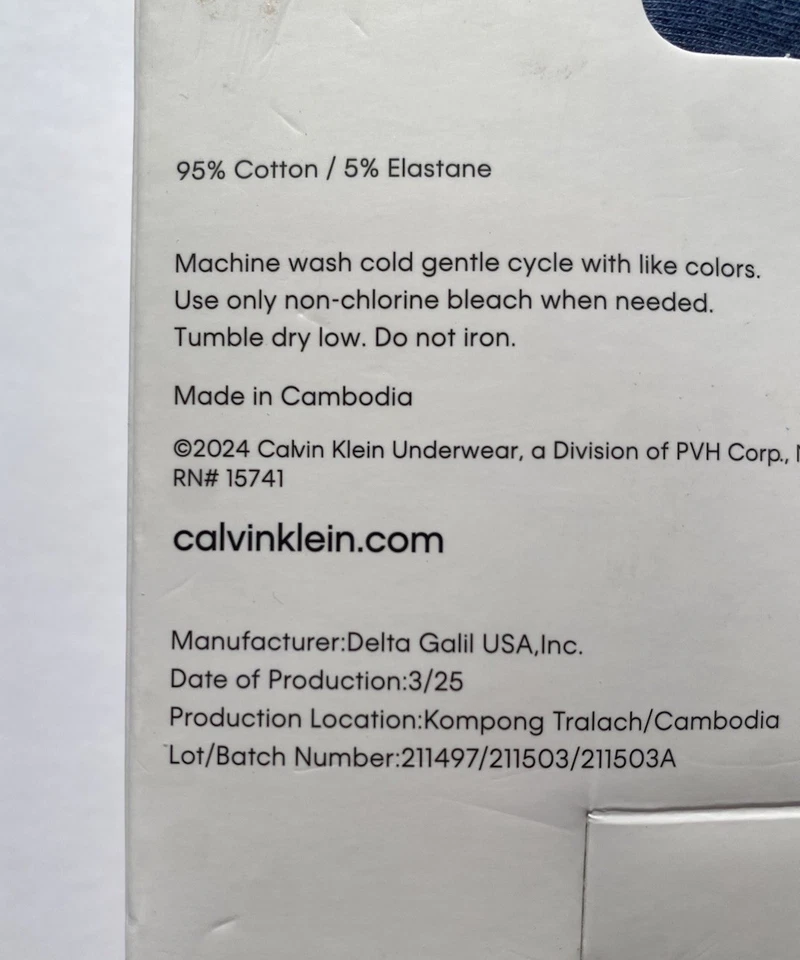 95% Cotton / 5% Elastane
Machine wash cold gentle cycle with like colors.
Use only non-chlorine bleach when needed.
Tumble dry low. Do not iron.
Made in Cambodia
©2024 Calvin Klein Underwear, a Division of PVH Corp.,
RN# 15741
calvinklein.com
Manufacturer:Delta Galil USA,Inc.
Date of Production:3/25
Production Location:Kompong Tralach/Cambodia
Lot/Batch Number:211497/211503/211503A